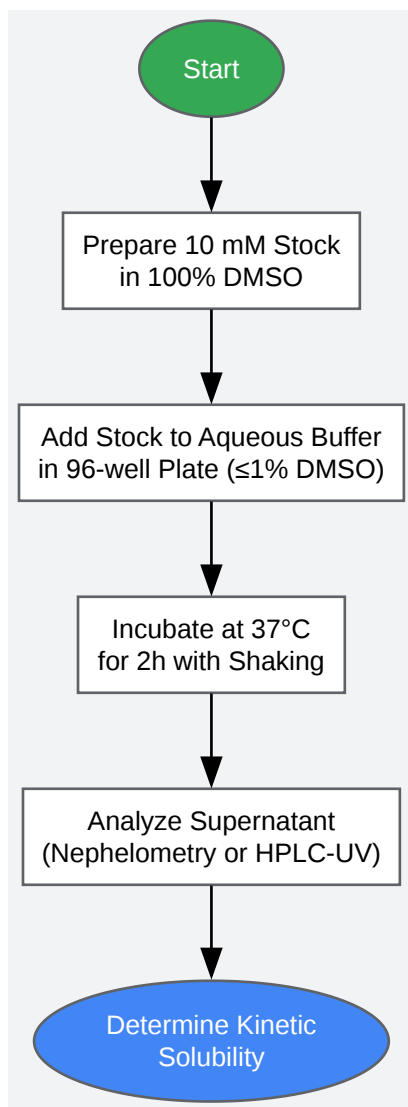 Start
Prepare 10 mM Stock
in 100% DMSO
Add Stock to Aqueous Buffer
in 96-well Plate (≤1% DMSO)
Incubate at 37°C
for 2h with Shaking
Analyze Supernatant
(Nephelometry or HPLC-UV)
Determine Kinetic
Solubility